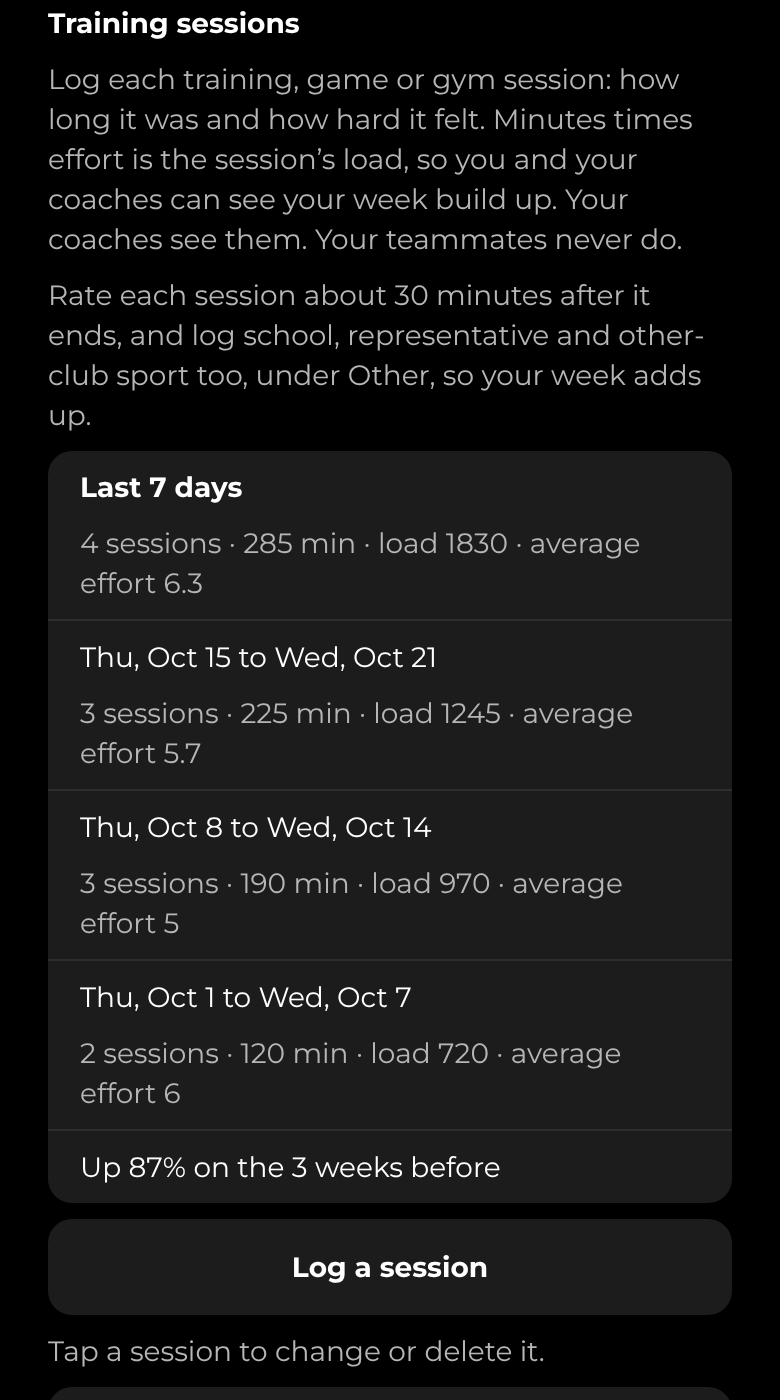 Training sessions
Log each training, game or gym session: how
long it was and how hard it felt. Minutes times
effort is the session’s load, so you and your
coaches can see your week build up. Your
coaches see them. Your teammates never do.
Rate each session about 30 minutes after it
ends, and log school, representative and other-
club sport too, under Other, so your week adds
up.
Last 7 days
4 sessions · 285 min · load 1830 · average
effort 6.3
Thu, Oct 15 to Wed, Oct 21
3 sessions · 225 min · load 1245 · average
effort 5.7
Thu, Oct 8 to Wed, Oct 14
3 sessions · 190 min · load 970 · average
effort 5
Thu, Oct 1 to Wed, Oct 7
2 sessions · 120 min · load 720 · average
effort 6
Up 87% on the 3 weeks before
Log a session
Tap a session to change or delete it.